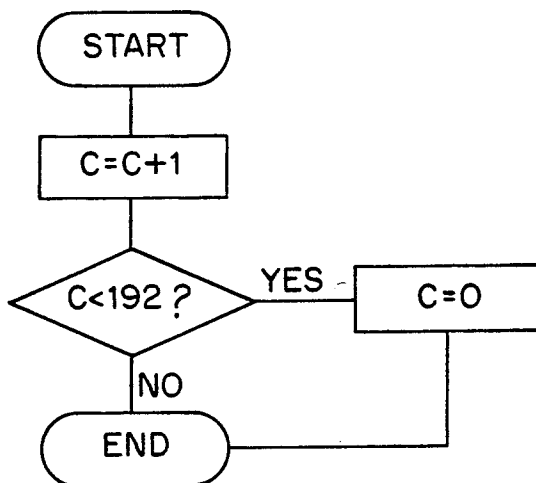 START
C=C+1
C<192?
YES
C=0
NO
END